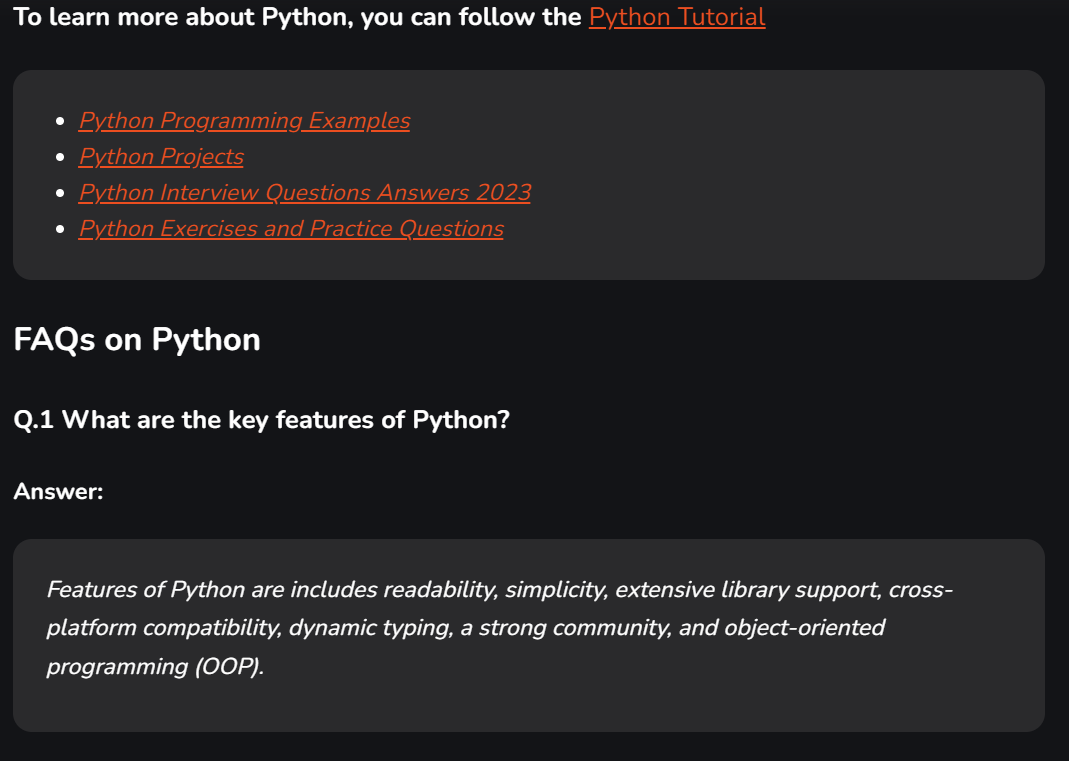 To learn more about Python, you can follow the Python Tutorial
Python Programming Examples
Python Projects
Python Interview Questions Answers 2023
Python Exercises and Practice Questions
FAQs on Python
Q.1 What are the key features of Python?
Answer:
Features of Python are includes readability, simplicity, extensive library support, cross-
platform compatibility, dynamic typing, a strong community, and object-oriented
programming (OOP).